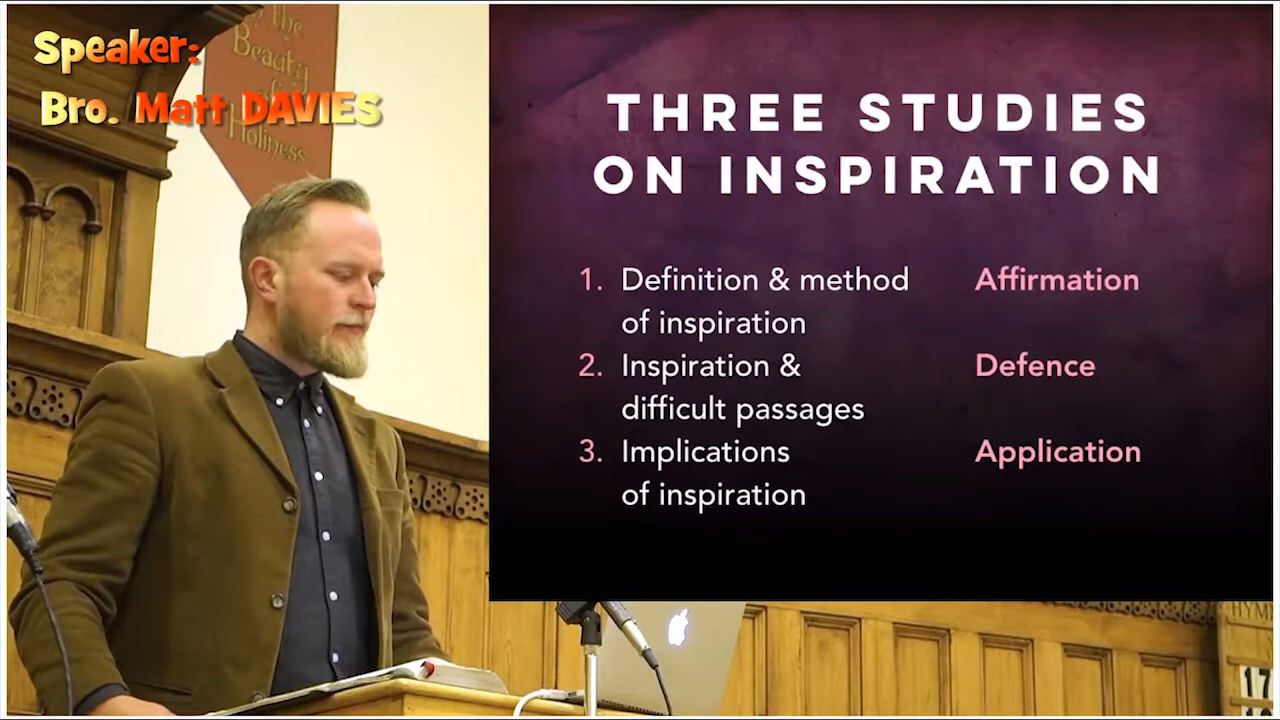 Speaker:
Bro. Matt DAVIES
the
Beauty
Holiness
THREE STUDIES
ON INSPIRATION
1. Definition & method Affirmation
of inspiration
2. Inspiration & Defence
difficult passages
3. Implications Application
of inspiration
17